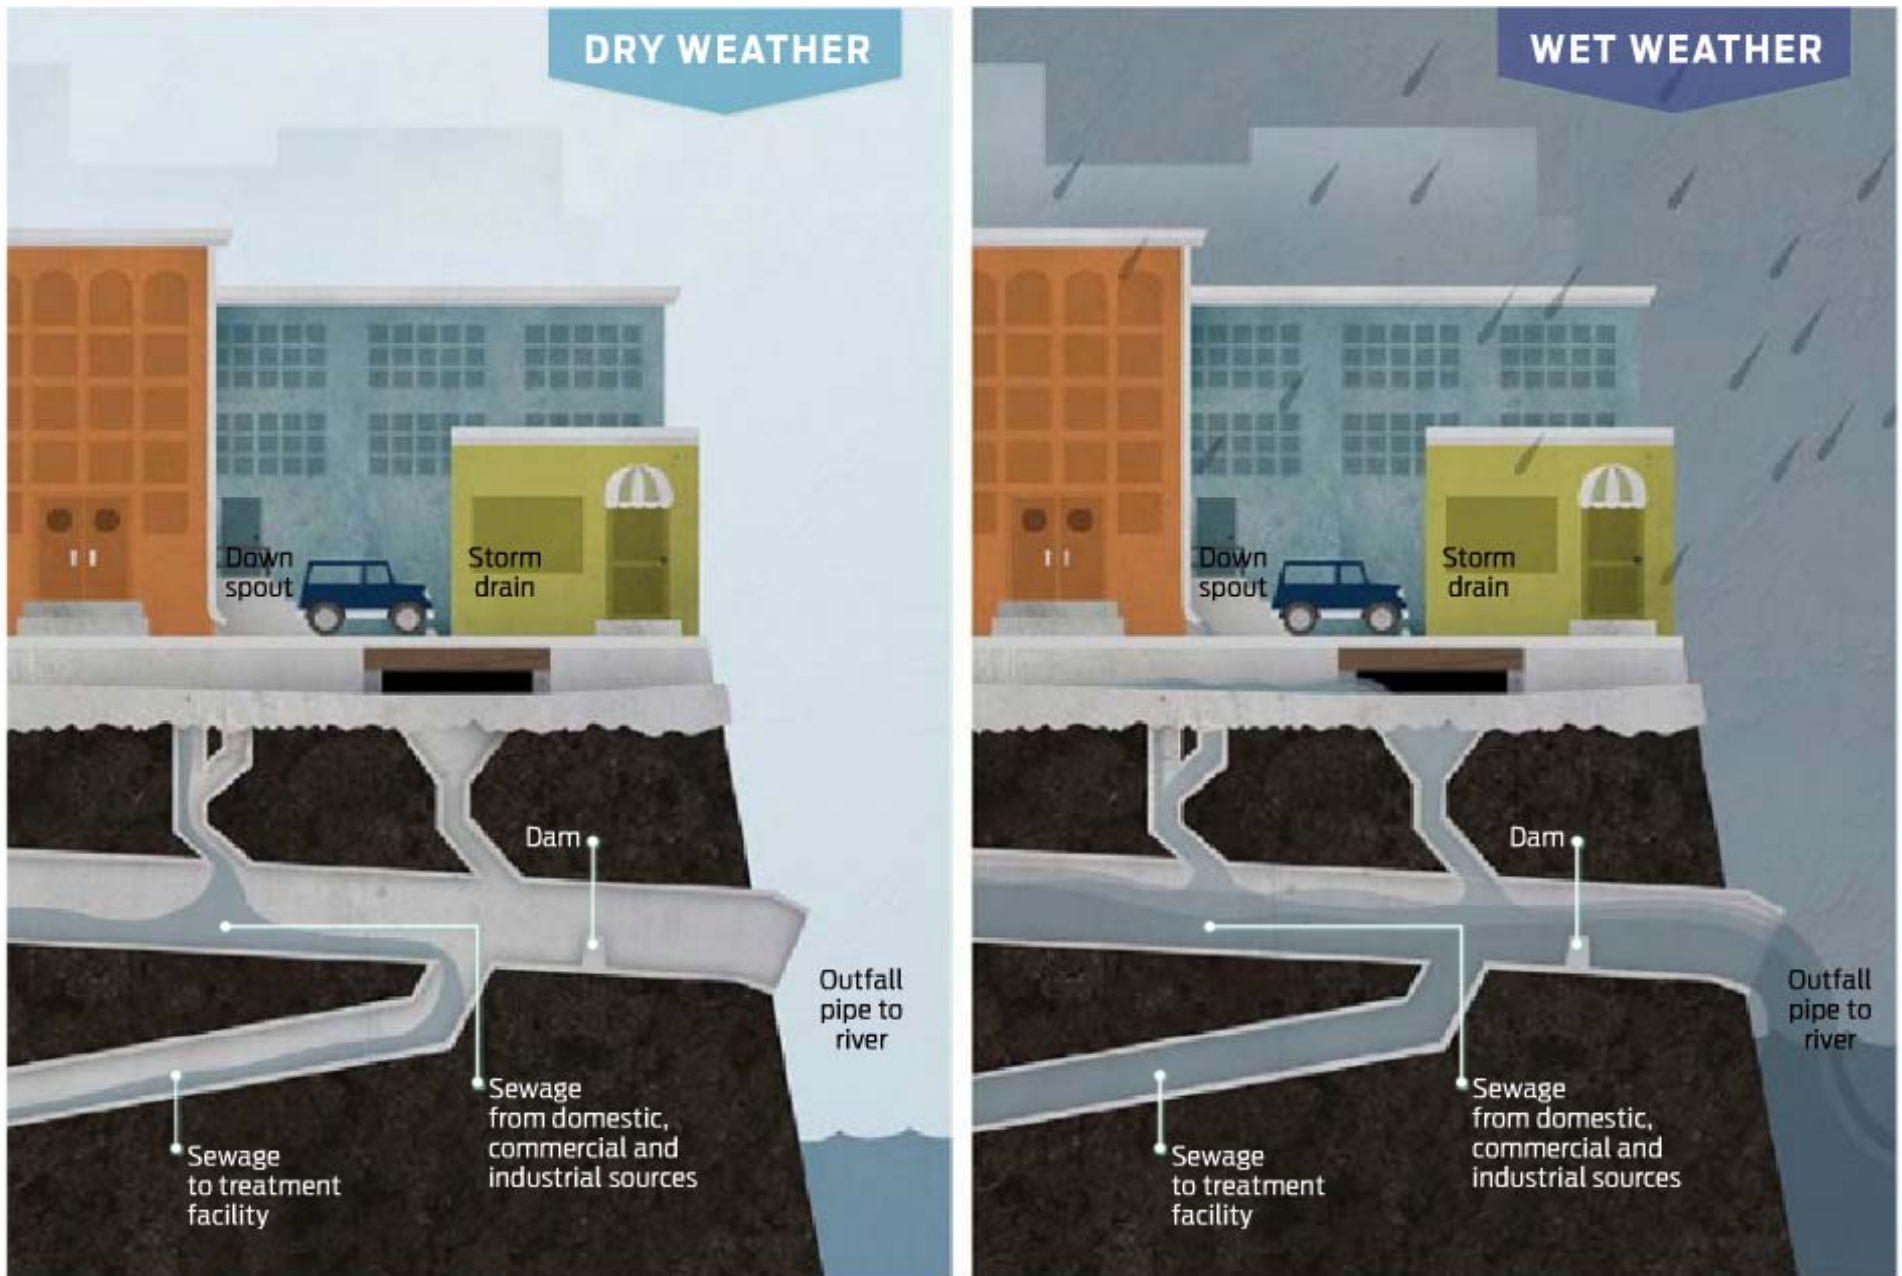 DRY WEATHER
Down
spout
Storm
drain
Dam
Outfall
pipe to
river
Sewage
from domestic,
commercial and
industrial sources
Sewage
to treatment
facility
WET WEATHER
Down
spout
Storm
drain
Dam
Outfall
pipe to
river
Sewage
from domestic,
commercial and
industrial sources
Sewage
to treatment
facility